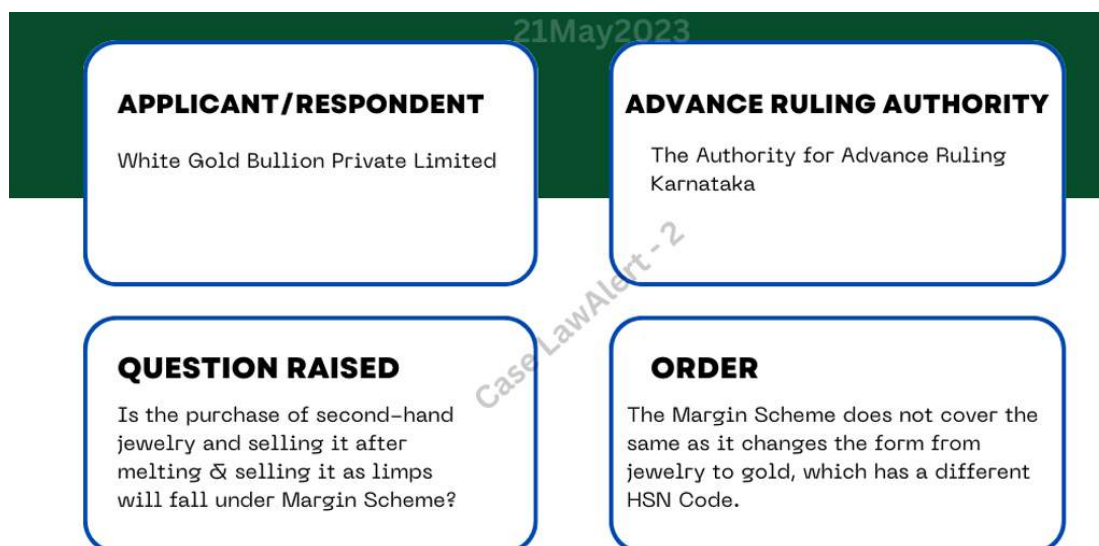 21May2023
APPLICANT/RESPONDENT
White Gold Bullion Private Limited
ADVANCE RULING AUTHORITY
The Authority for Advance Ruling
Karnataka
Case LawAlert - 2
QUESTION RAISED
Is the purchase of second-hand
jewelry and selling it after
melting & selling it as limps
will fall under Margin Scheme?
ORDER
The Margin Scheme does not cover the
same as it changes the form from
jewelry to gold, which has a different
HSN Code.